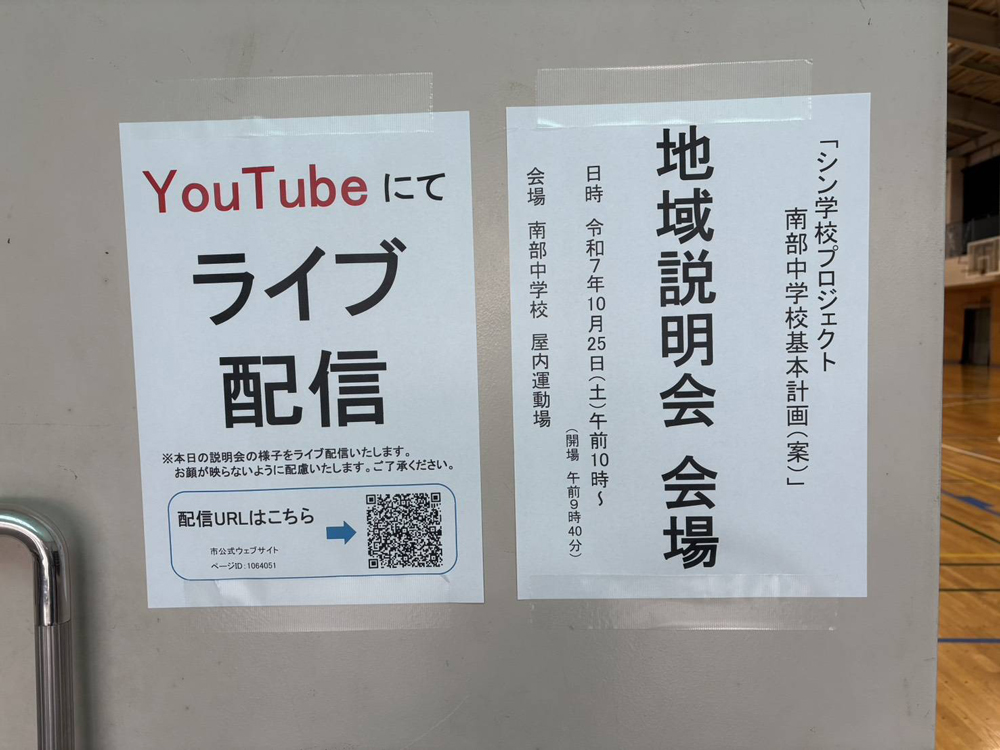 YouTubeにて
ライブ
配信
※本日の説明会の様子をライブ配信いたします。
お顔が映らないように配慮いたします。ご了承ください。
配信URLはこちら
市公式ウェブサイト
ページID:1064051
「シン学校プロジェクト
南部中学校基本計画(案)」
地域説明会 会場
日時 令和7年10月25日(土)午前10時~
(開場 午前9時40分)
会場 南部中学校 屋内運動場